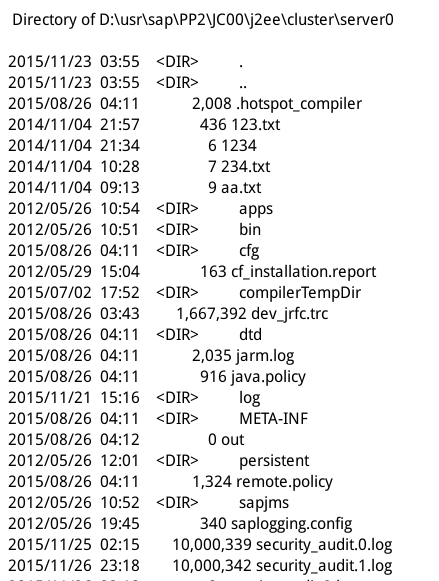 Directory of D:\usr\sap\PP2\JC00\j2ee\cluster\server0
2015/11/23 03:55 <DIR> .
2015/11/23 03:55 <DIR> ..
2015/08/26 04:11 2,008 .hotspot_compiler
2014/11/04 21:57 436 123.txt
2014/11/04 21:34 6 1234
2014/11/04 10:28 7 234.txt
2014/11/04 09:13 9 aa.txt
2012/05/26 10:54 <DIR> apps
2012/05/26 10:51 <DIR> bin
2015/08/26 04:11 <DIR> cfg
2012/05/29 15:04 163 cf_installation.report
2015/07/02 17:52 <DIR> compilerTempDir
2015/08/26 03:43 1,667,392 dev_jrfc.trc
2015/08/26 04:11 <DIR> dtd
2015/08/26 04:11 2,035 jarm.log
2015/08/26 04:11 916 java.policy
2015/11/21 15:16 <DIR> log
2015/08/26 04:11 <DIR> META-INF
2015/08/26 04:12 0 out
2012/05/26 12:01 <DIR> persistent
2015/08/26 04:11 1,324 remote.policy
2012/05/26 10:52 <DIR> sapjms
2012/05/26 19:45 340 saplogging.config
2015/11/25 02:15 10,000,339 security_audit.0.log
2015/11/26 23:18 10,000,342 security_audit.1.log